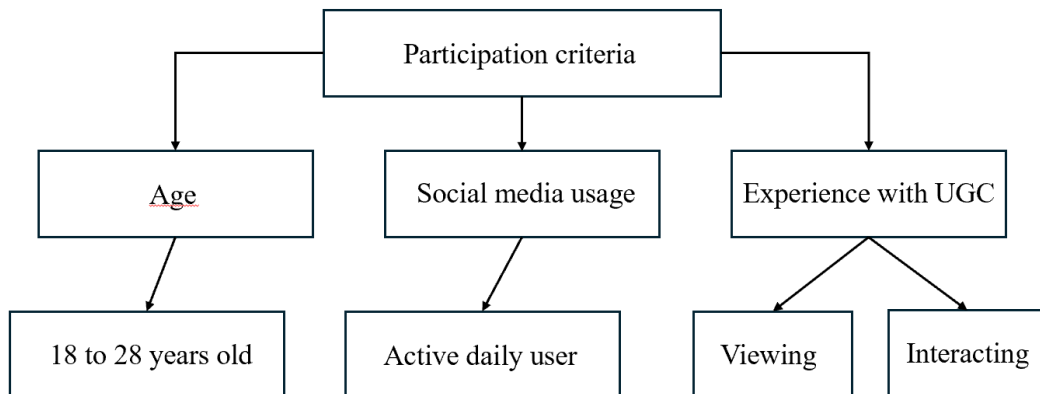 Participation criteria
Age
Social media usage
Experience with UGC
18 to 28 years old
Active daily user
Viewing
Interacting